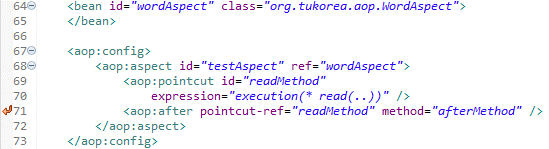 64 <bean id="wordAspect" class="org.tukorea.aop.WordAspect">
65 </bean>
66
67 <aop:config>
68 <aop:aspect id="testAspect" ref="wordAspect">
69 <aop:pointcut id="readMethod"
70 expression="execution(* read(..))" />
71 <aop:after pointcut-ref="readMethod" method="afterMethod" />
72 </aop:aspect>
73 </aop:config>